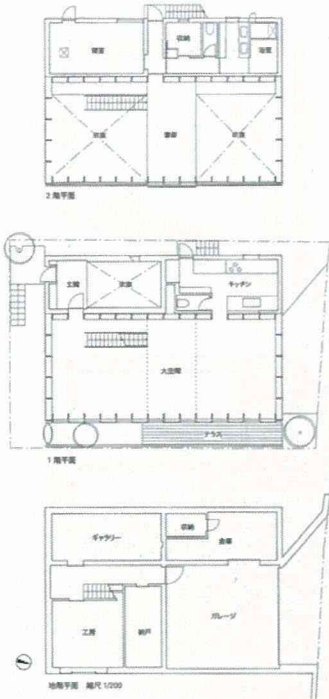 寝室
収納
浴室
吹抜
書斎
吹抜
2階平面
玄関
吹抜
キッチン
大空間
テラス
1階平面
ギャラリー
収納
倉庫
工房
納戸
ガレージ
地階平面 縮尺 1/200